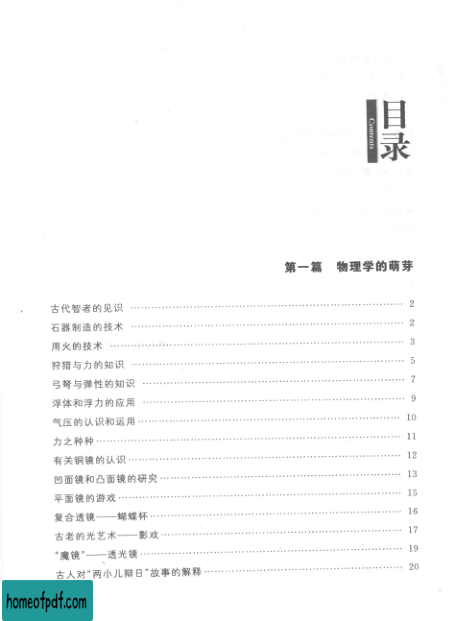 目录
Contents
第一篇 物理学的萌芽
古代智者的见识 2
石器制造的技术 2
用火的技术 3
狩猎与力的知识 5
弓弩与弹性的知识 7
浮体和浮力的应用 9
气压的认识和运用 10
力之种种 11
有关铜镜的认识 12
凹面镜和凸面镜的研究 13
平面镜的游戏 15
复合透镜——蝴蝶杯 16
古老的光艺术——影戏 17
“魔镜”——透光镜 19
古人对“两小儿辩日”故事的解释 20
homeofpdf.com